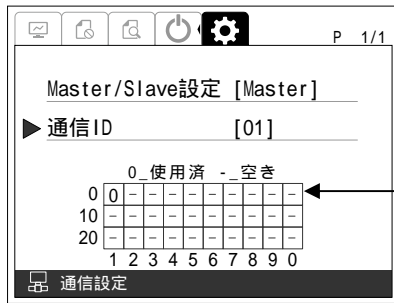 P 1/1
Master/Slave設定 [Master]
通信ID [01]
0_使用済 -_空き
0 0 - - - - - - - - -
10 - - - - - - - - - -
20 - - - - - - - - - -
1 2 3 4 5 6 7 8 9 0
通信設定